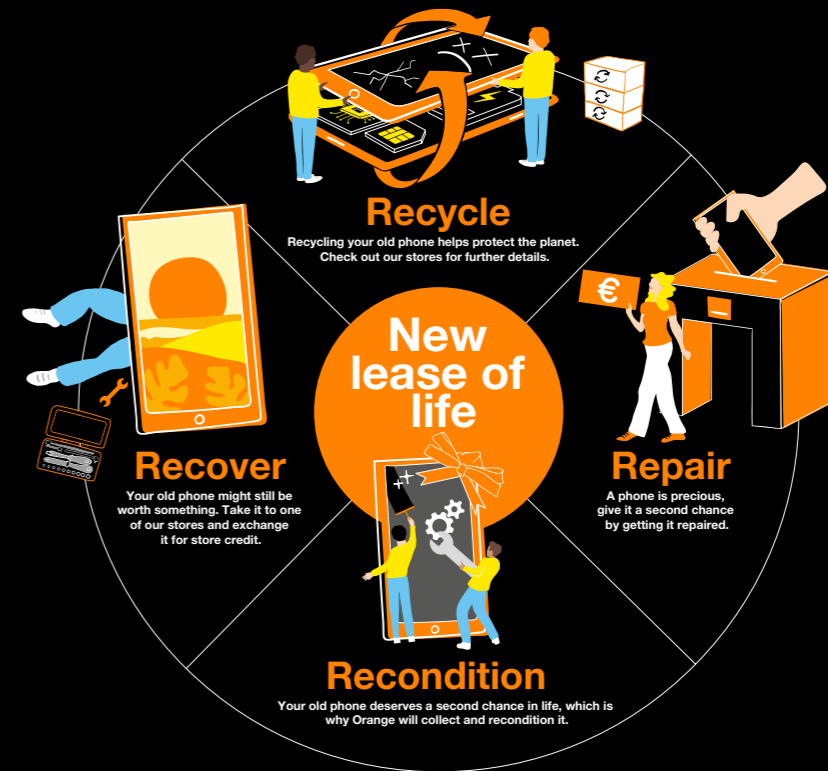 Recycle
Recycling your old phone helps protect the planet.
Check out our stores for further details.
€
New
lease of
life
Recover
Your old phone might still be
worth something. Take it to one
of our stores and exchange
it for store credit.
Repair
A phone is precious,
give it a second chance
by getting it repaired.
Recondition
Your old phone deserves a second chance in life, which is
why Orange will collect and recondition it.